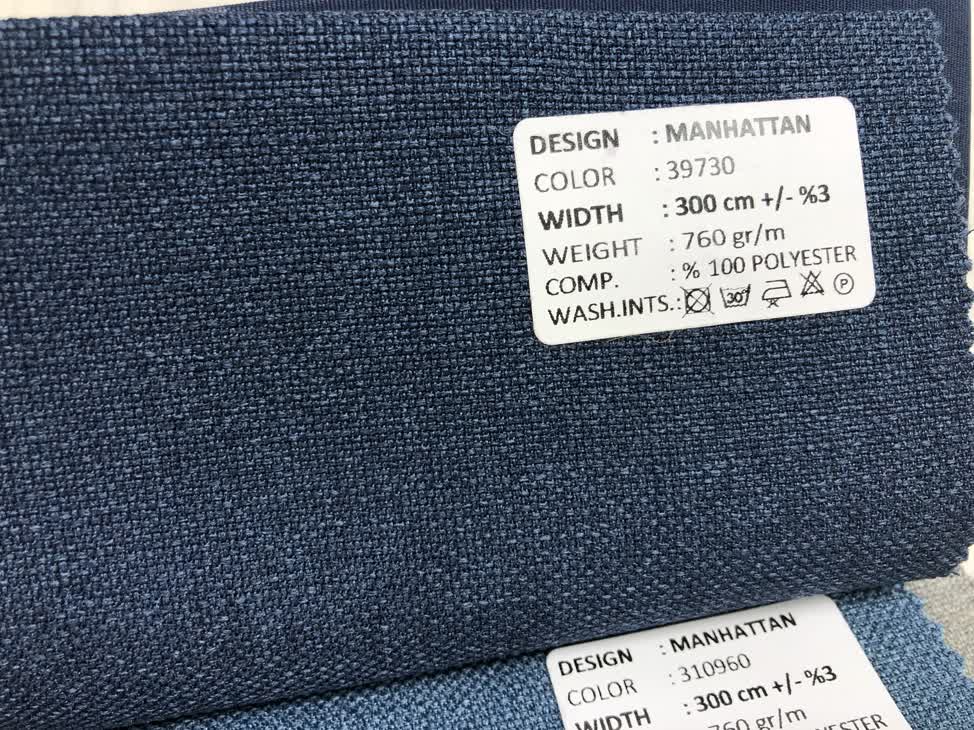 DESIGN : MANHATTAN
COLOR : 39730
WIDTH : 300 cm +/- %3
WEIGHT : 760 gr/m
COMP. : % 100 POLYESTER
WASH.INTS.: 30° P
DESIGN : MANHATTAN
COLOR : 310960
WIDTH : 300 cm +/- %3
760 gr/m